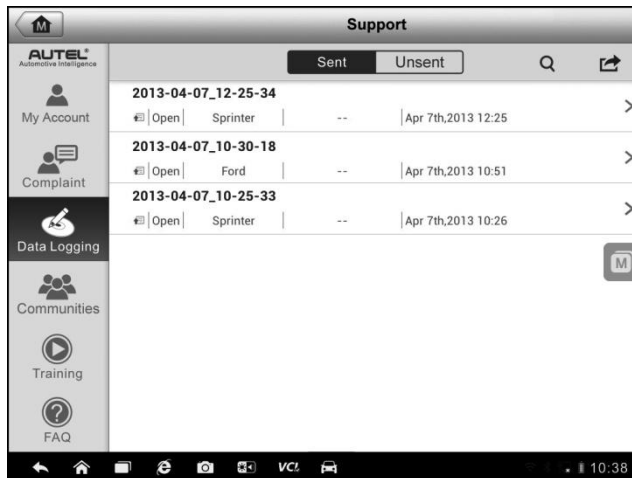 M
Support
AUTEL®
Automotive Intelligence
Sent Unsent
My Account
Complaint
Data Logging
Communities
Training
FAQ
2013-04-07_12-25-34
Open Sprinter -- Apr 7th,2013 12:25
2013-04-07_10-30-18
Open Ford -- Apr 7th,2013 10:51
2013-04-07_10-25-33
Open Sprinter -- Apr 7th,2013 10:26
M
VCI
10:38